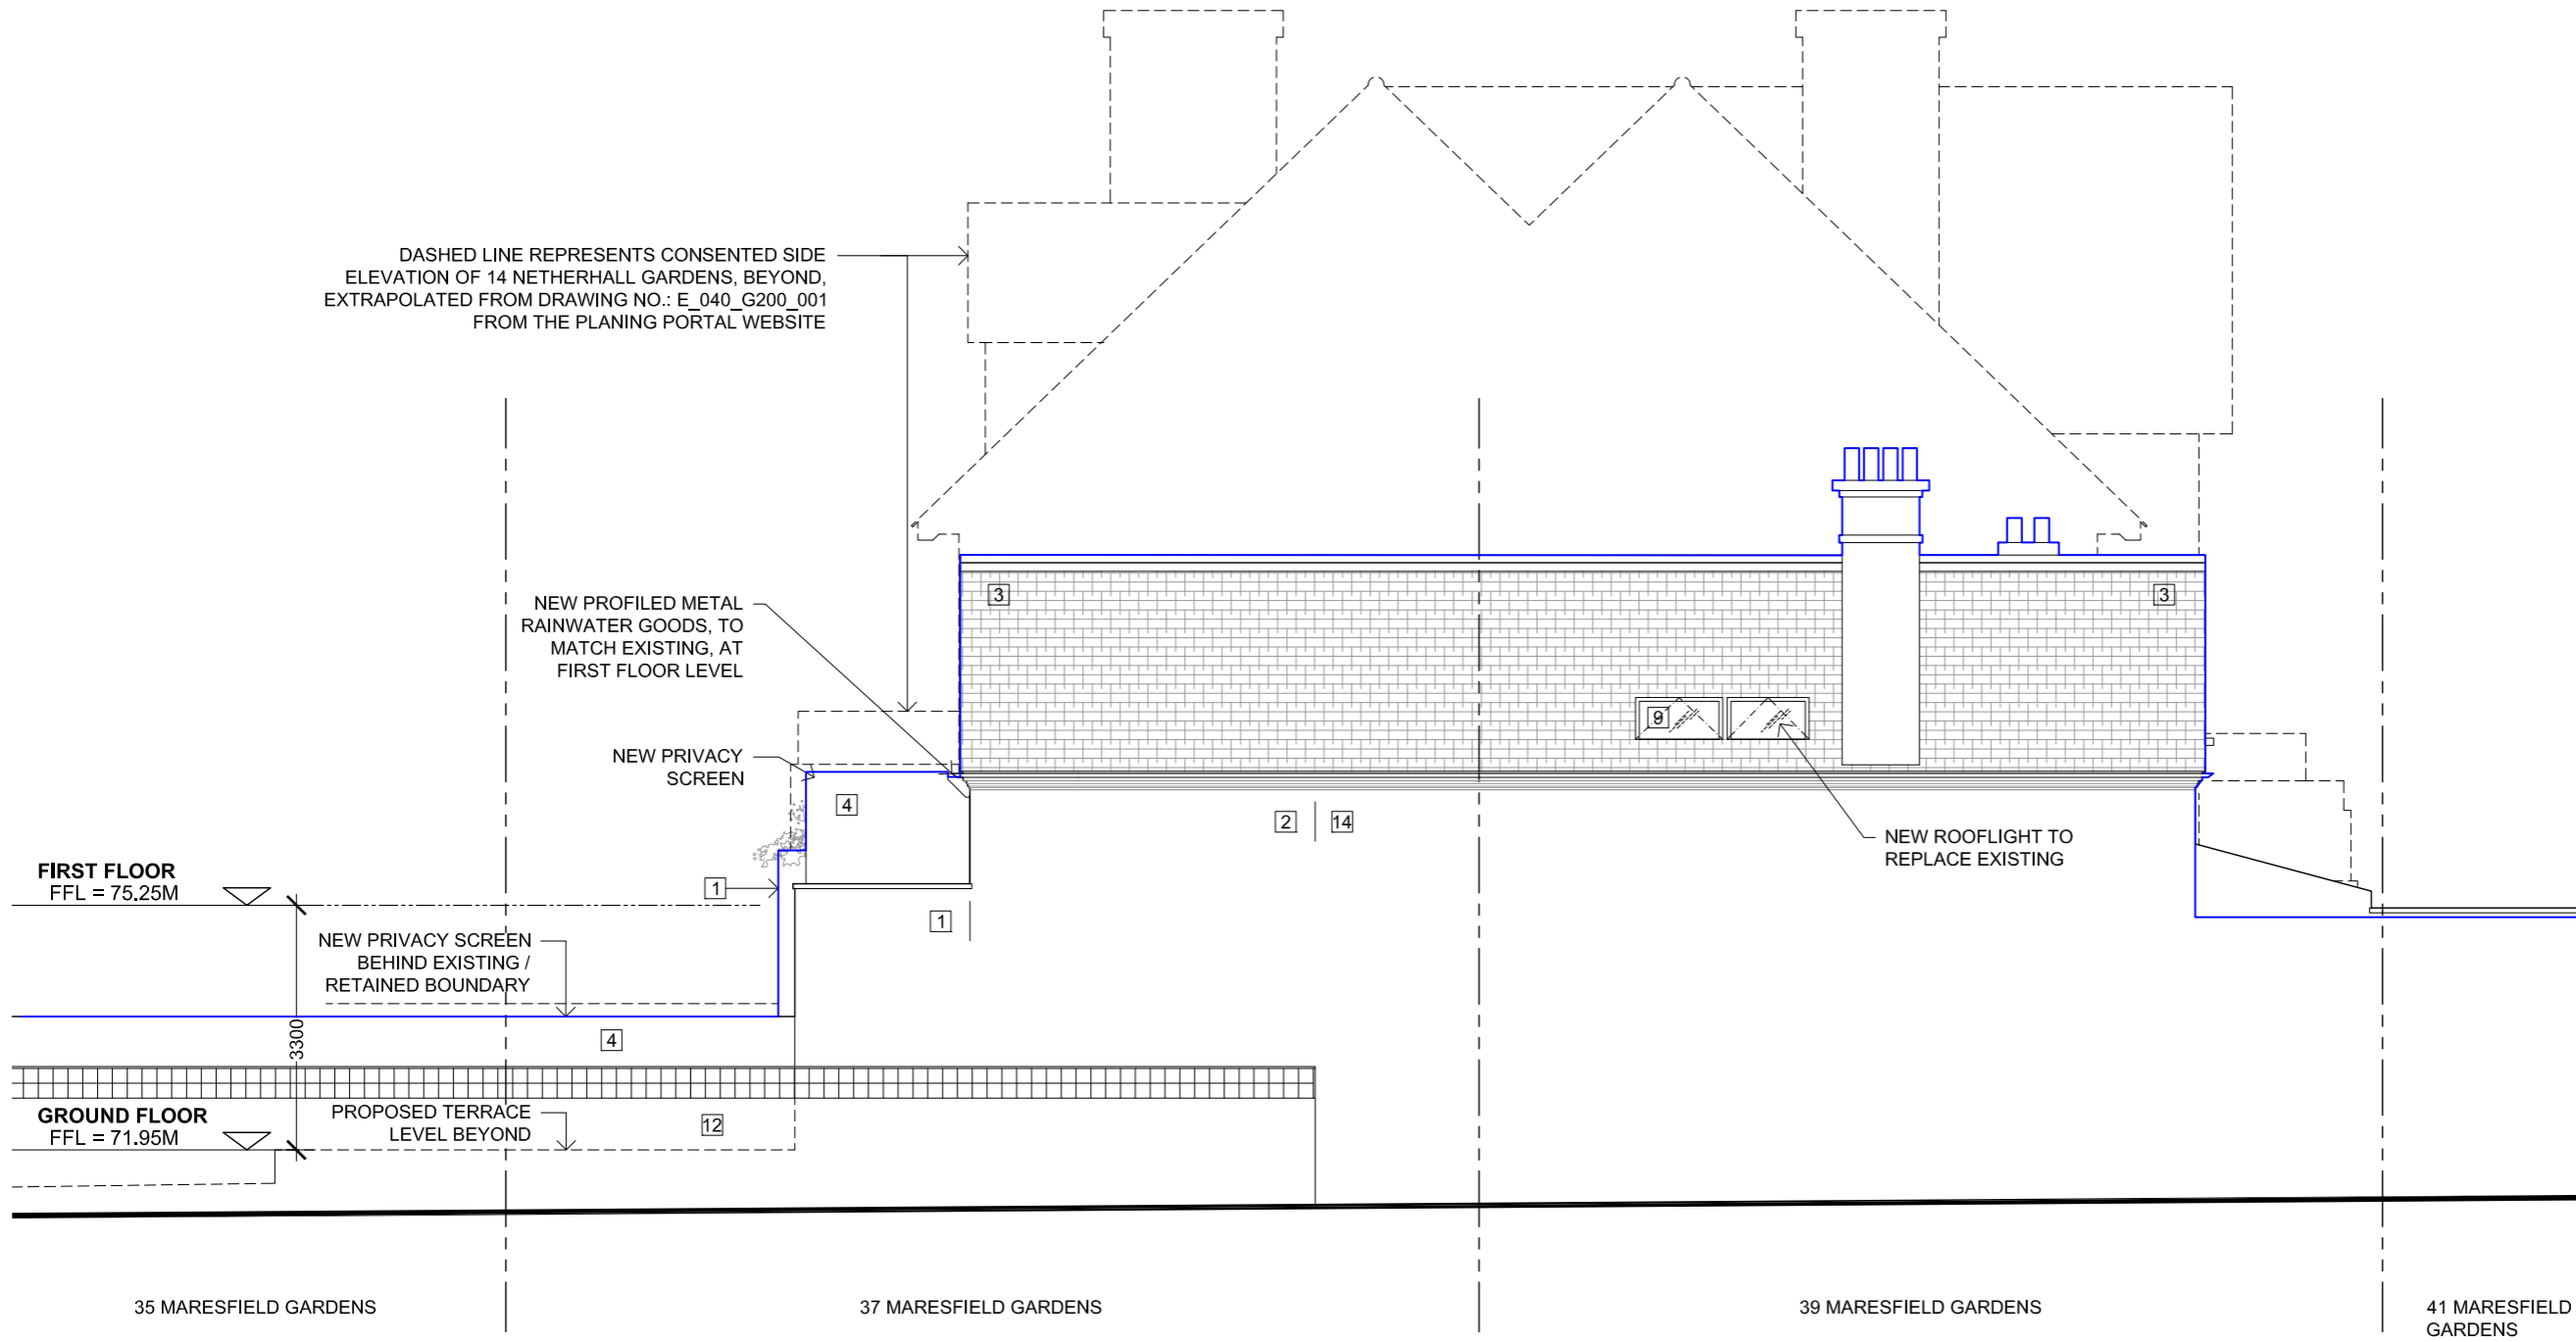 DASHED LINE REPRESENTS CONSENTED SIDE
ELEVATION OF 14 NETHERHALL GARDENS, BEYOND,
EXTRAPOLATED FROM DRAWING NO.: E_040_G200_001
FROM THE PLANING PORTAL WEBSITE
NEW PROFILED METAL
RAINWATER GOODS, TO
MATCH EXISTING, AT
FIRST FLOOR LEVEL
3
3
NEW PRIVACY
SCREEN
9
4
2
14
NEW ROOFLIGHT TO
REPLACE EXISTING
FIRST FLOOR
FFL = 75.25M
1
1
NEW PRIVACY SCREEN
BEHIND EXISTING /
RETAINED BOUNDARY
3300
4
GROUND FLOOR
FFL = 71.95M
PROPOSED TERRACE
LEVEL BEYOND
12
35 MARESFIELD GARDENS
37 MARESFIELD GARDENS
39 MARESFIELD GARDENS
41 MARESFIELD
GARDENS